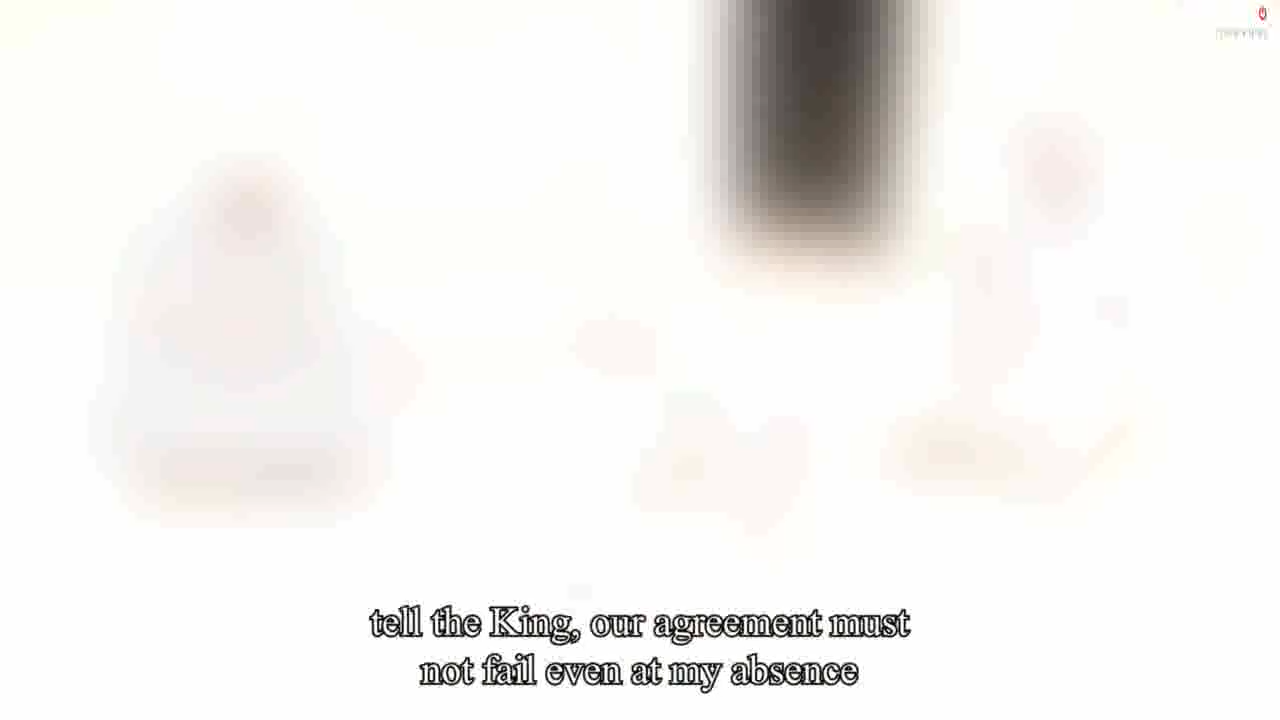 tell the King, our agreement must
not fail even at my absence